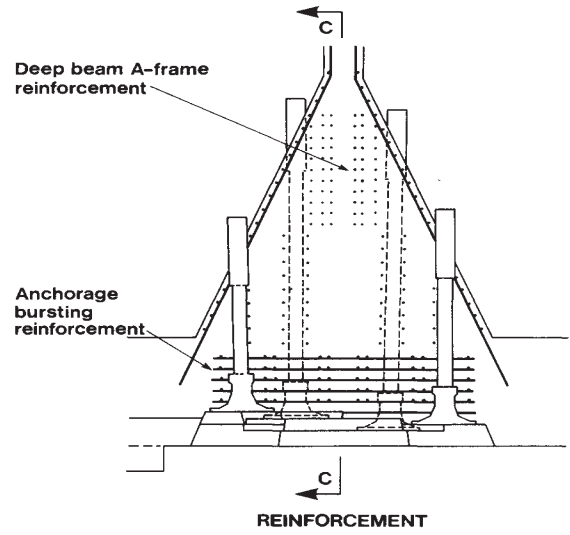 C
Deep beam A-frame
reinforcement
Anchorage
bursting
reinforcement
C
REINFORCEMENT